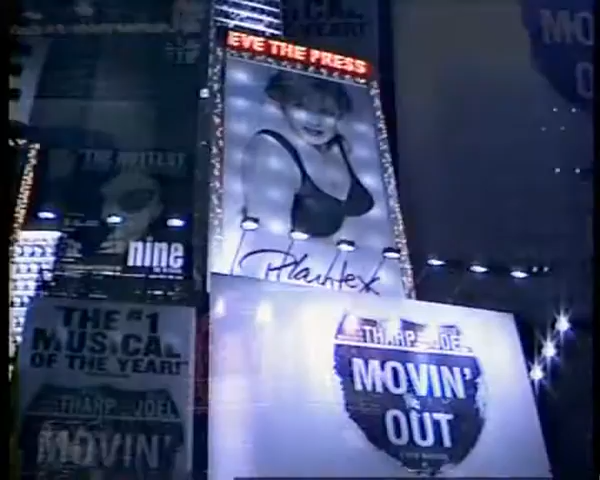 EVE THE PRESS
THE HOTTEST
nine
THE #1
MUSICAL
OF THE YEAR!
THARP JOEL
MOVIN'
THARP JOEL
MOVIN'
OUT
MO